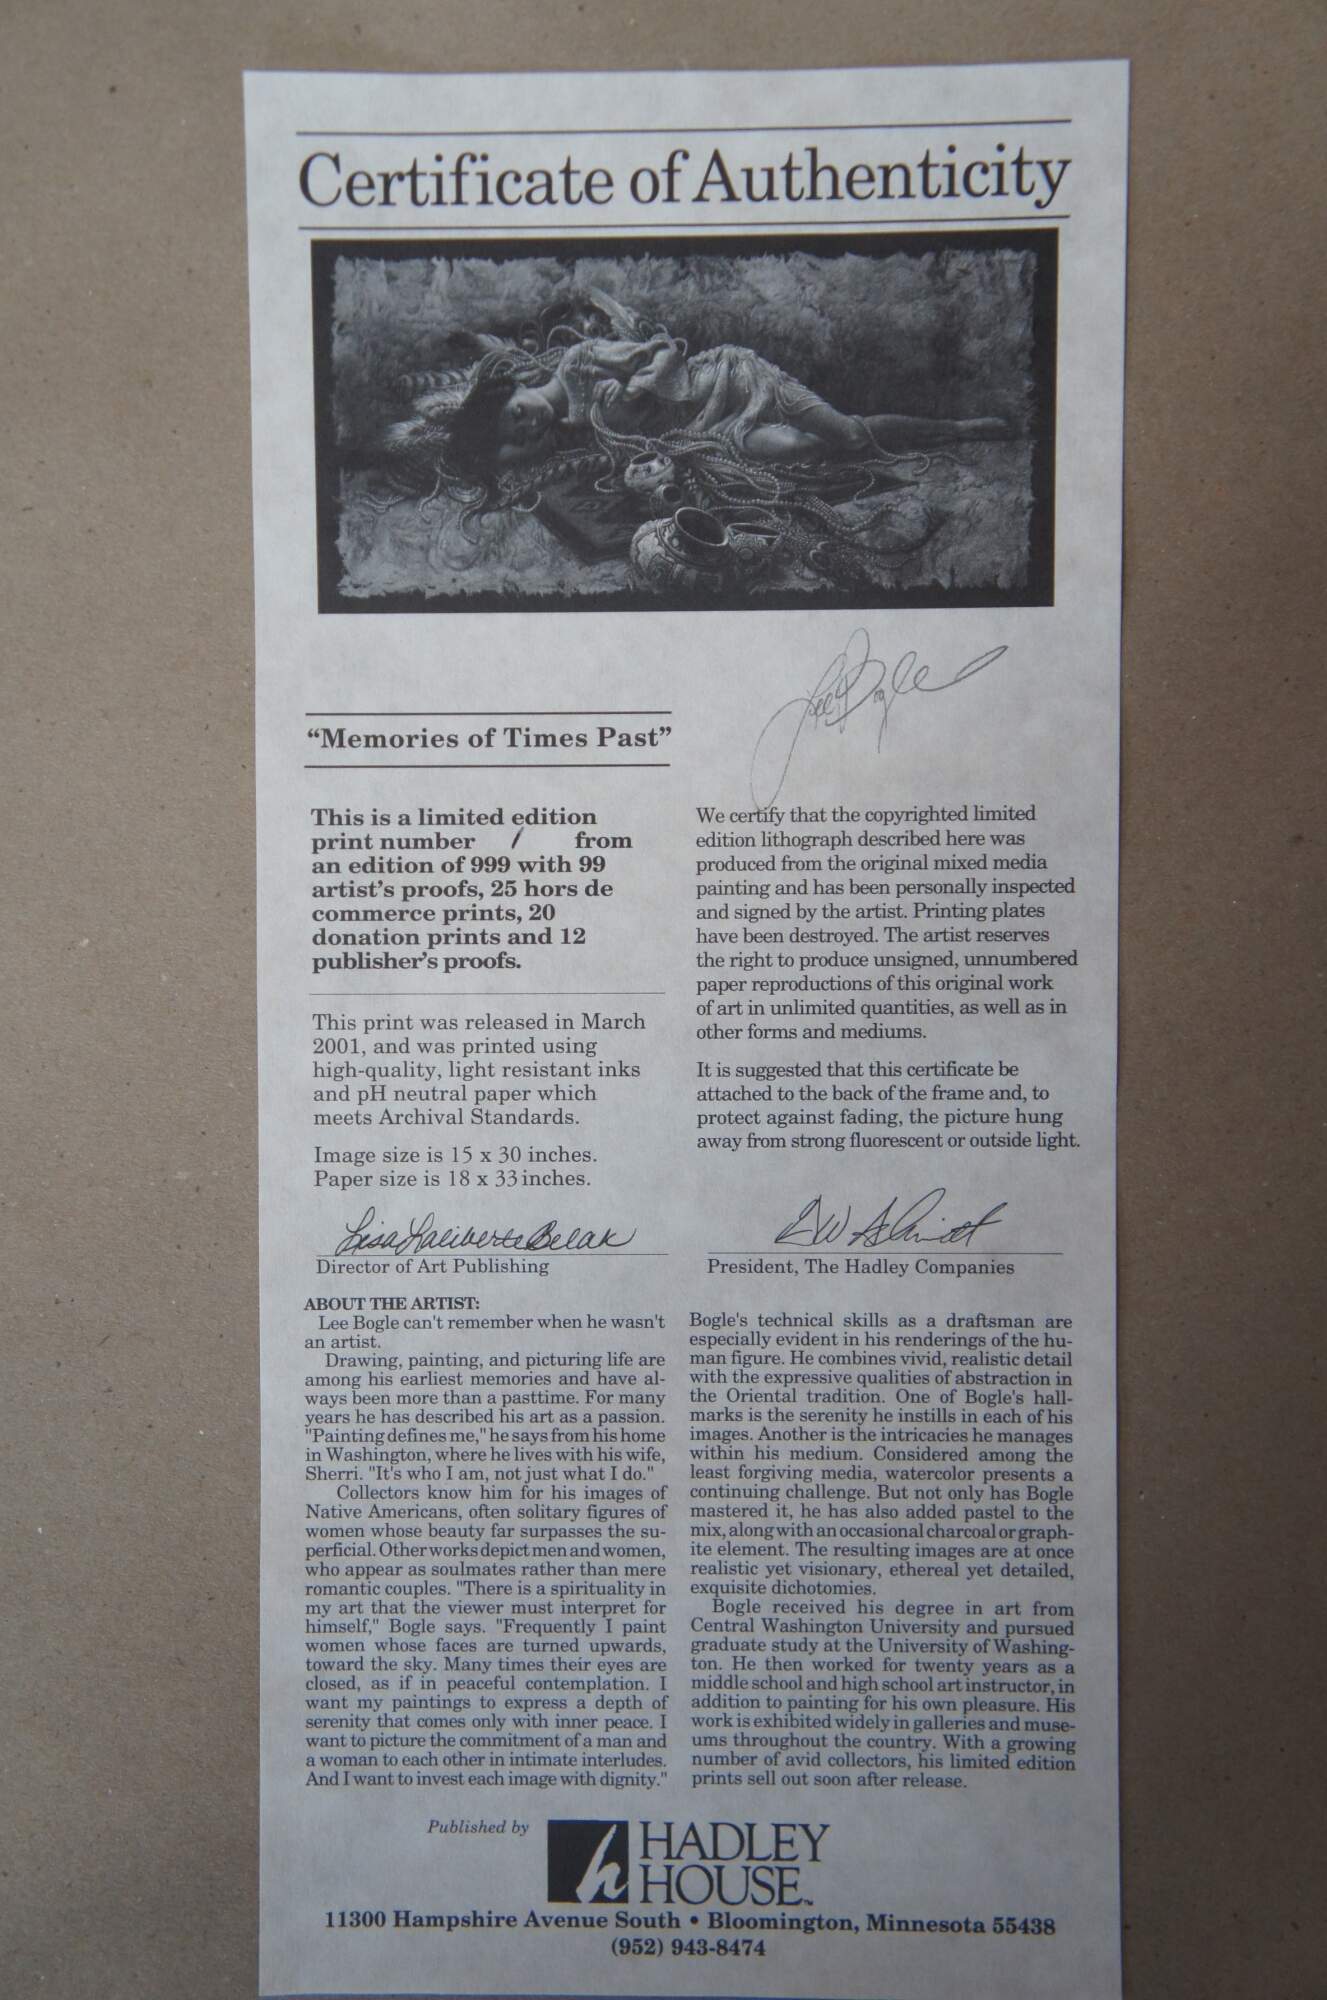 Certificate of Authenticity
Lee Bogle
“Memories of Times Past”
This is a limited edition
print number / from
an edition of 999 with 99
artist's proofs, 25 hors de
commerce prints, 20
donation prints and 12
publisher's proofs.
This print was released in March
2001, and was printed using
high-quality, light resistant inks
and pH neutral paper which
meets Archival Standards.
Image size is 15 x 30 inches.
Paper size is 18 x 33 inches.
Lisa Laliberte Belak
Director of Art Publishing
We certify that the copyrighted limited
edition lithograph described here was
produced from the original mixed media
painting and has been personally inspected
and signed by the artist. Printing plates
have been destroyed. The artist reserves
the right to produce unsigned, unnumbered
paper reproductions of this original work
of art in unlimited quantities, as well as in
other forms and mediums.
It is suggested that this certificate be
attached to the back of the frame and, to
protect against fading, the picture hung
away from strong fluorescent or outside light.
President, The Hadley Companies
ABOUT THE ARTIST:
Lee Bogle can't remember when he wasn't
an artist.
Drawing, painting, and picturing life are
among his earliest memories and have al-
ways been more than a pasttime. For many
years he has described his art as a passion.
"Painting defines me," he says from his home
in Washington, where he lives with his wife,
Sherri. "It's who I am, not just what I do."
Collectors know him for his images of
Native Americans, often solitary figures of
women whose beauty far surpasses the su-
perficial. Other works depict men and women,
who appear as soulmates rather than mere
romantic couples. "There is a spirituality in
my art that the viewer must interpret for
himself," Bogle says. "Frequently I paint
women whose faces are turned upwards,
toward the sky. Many times their eyes are
closed, as if in peaceful contemplation. I
want my paintings to express a depth of
serenity that comes only with inner peace. I
want to picture the commitment of a man and
a woman to each other in intimate interludes.
And I want to invest each image with dignity."
Bogle's technical skills as a draftsman are
especially evident in his renderings of the hu-
man figure. He combines vivid, realistic detail
with the expressive qualities of abstraction in
the Oriental tradition. One of Bogle's hall-
marks is the serenity he instills in each of his
images. Another is the intricacies he manages
within his medium. Considered among the
least forgiving media, watercolor presents a
continuing challenge. But not only has Bogle
mastered it, he has also added pastel to the
mix, along with an occasional charcoal or graph-
ite element. The resulting images are at once
realistic yet visionary, ethereal yet detailed,
exquisite dichotomies.
Bogle received his degree in art from
Central Washington University and pursued
graduate study at the University of Washing-
ton. He then worked for twenty years as a
middle school and high school art instructor, in
addition to painting for his own pleasure. His
work is exhibited widely in galleries and muse-
ums throughout the country. With a growing
number of avid collectors, his limited edition
prints sell out soon after release.
Published by
h HADLEY
HOUSE™
11300 Hampshire Avenue South • Bloomington, Minnesota 55438
(952) 943-8474